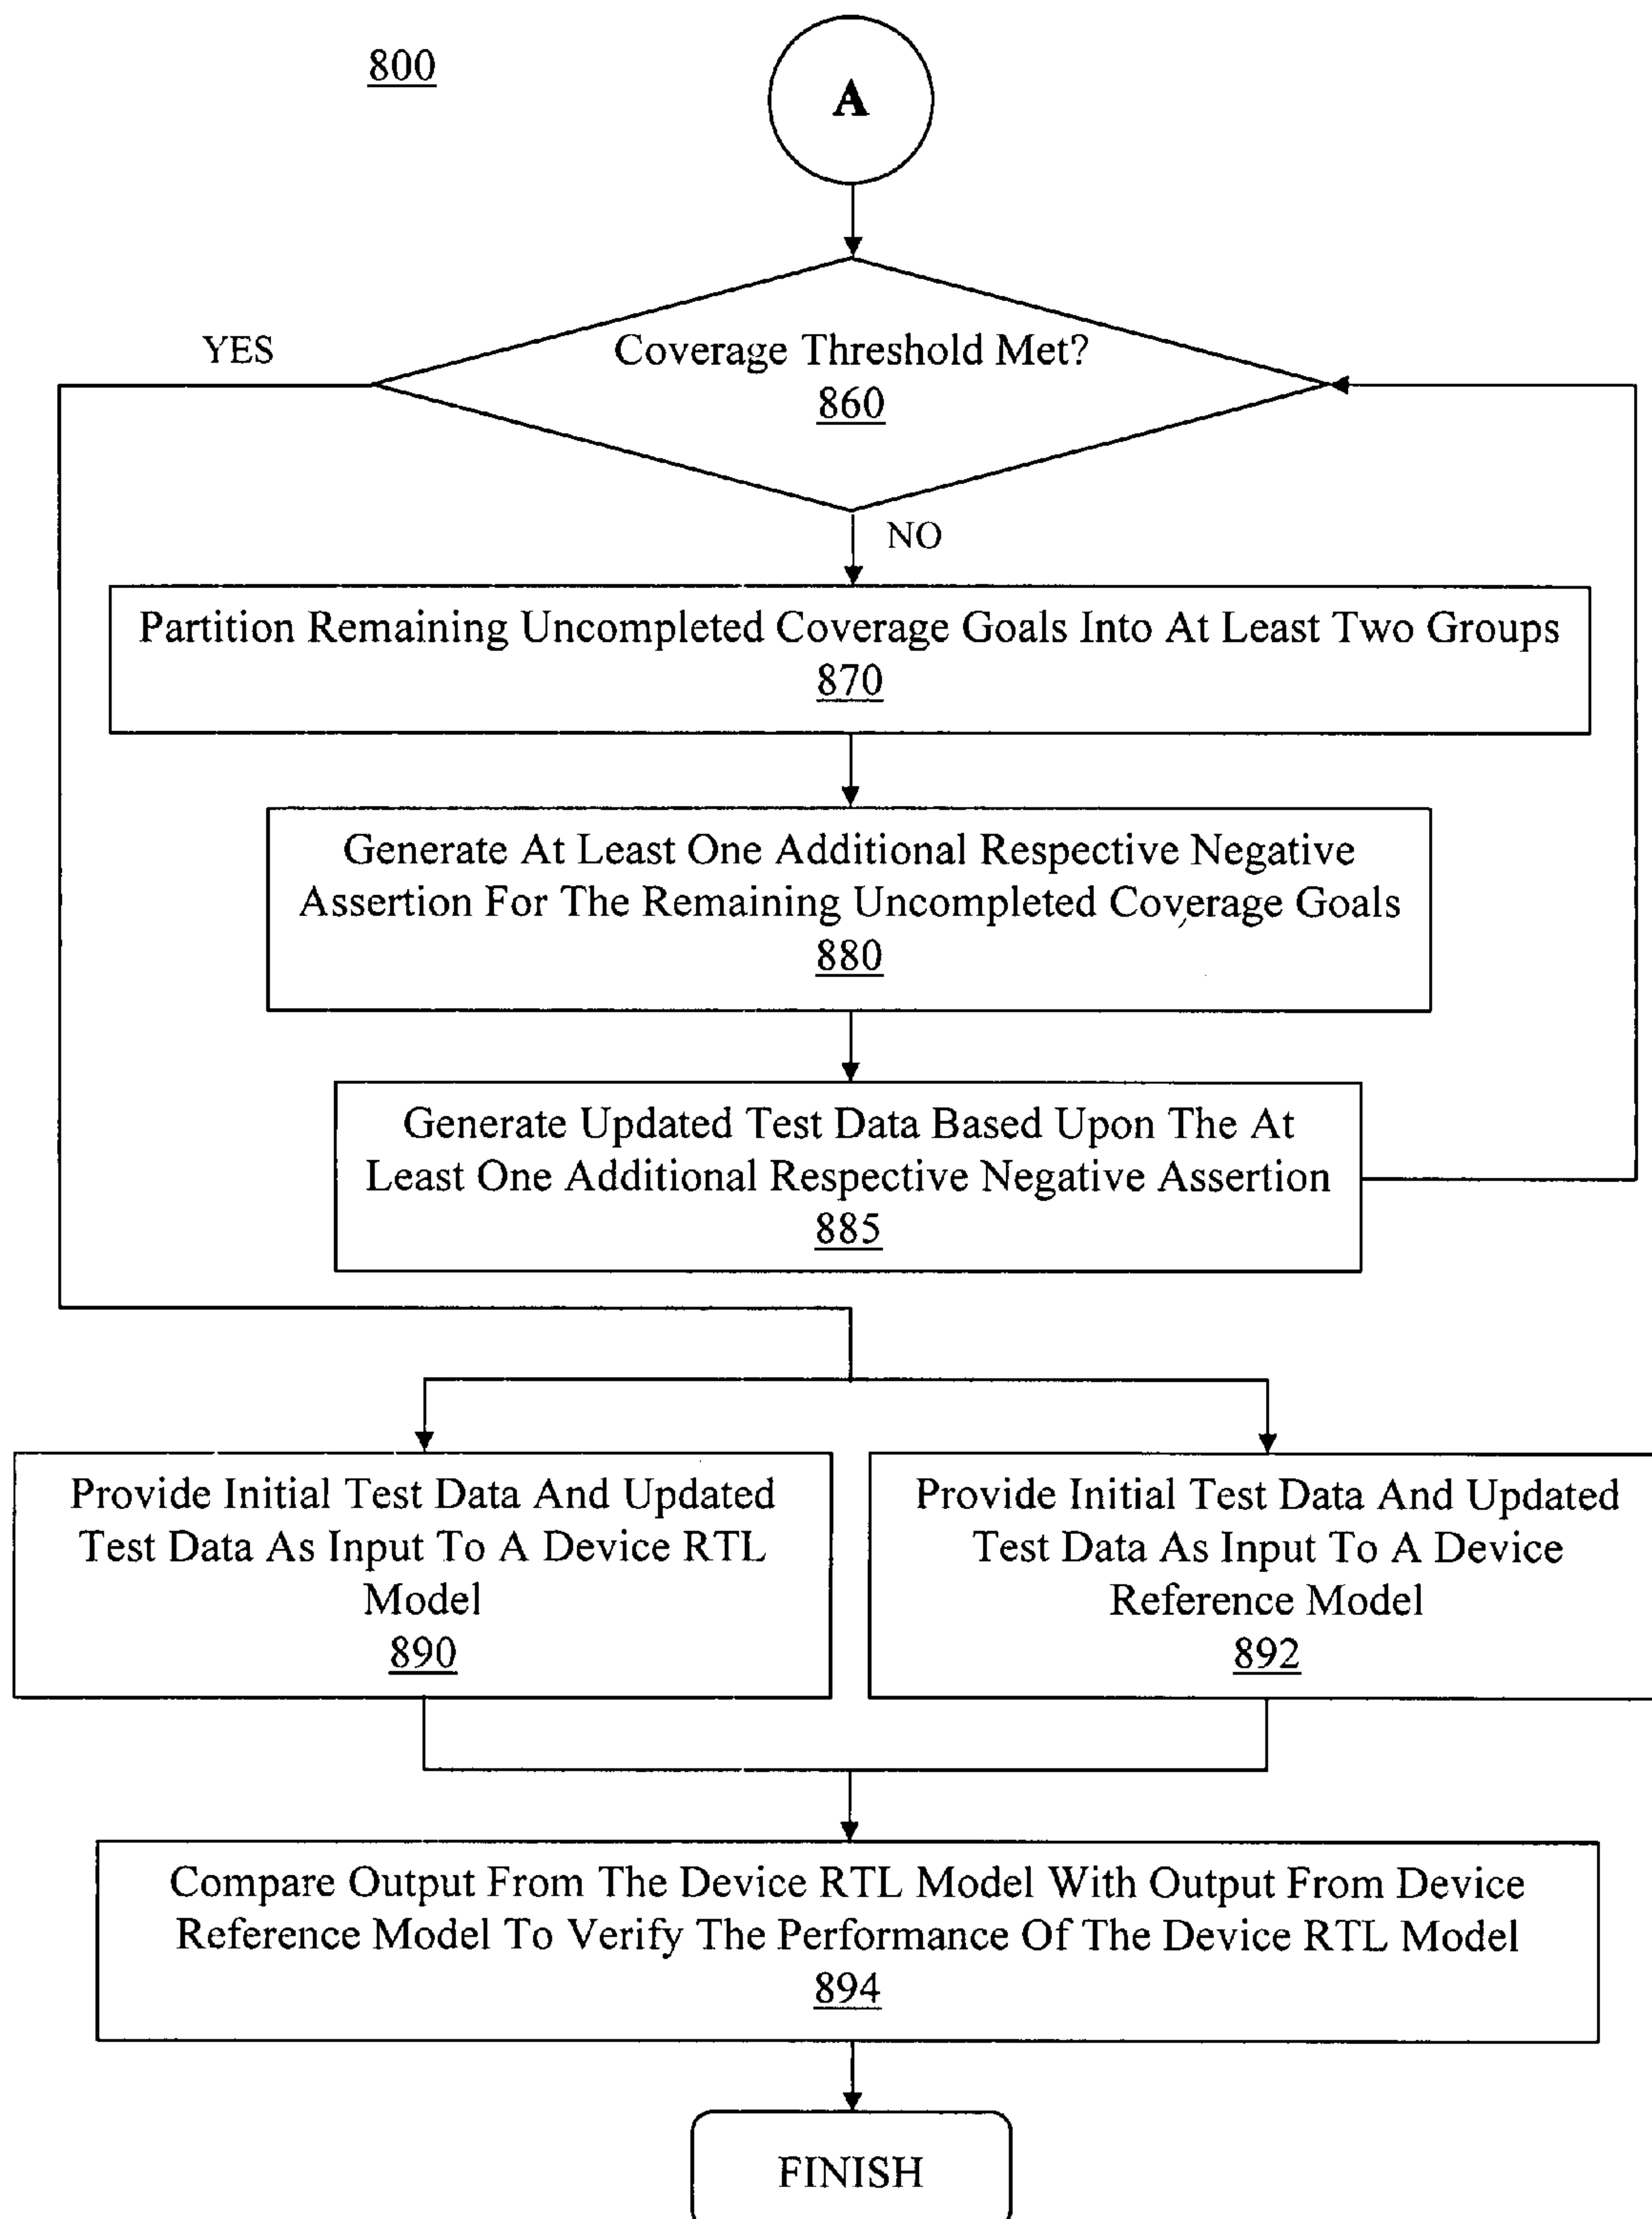 800
A
YES
Coverage Threshold Met?
860
NO
Partition Remaining Uncompleted Coverage Goals Into At Least Two Groups
870
Generate At Least One Additional Respective Negative
Assertion For The Remaining Uncompleted Coverage Goals
880
Generate Updated Test Data Based Upon The At
Least One Additional Respective Negative Assertion
885
Provide Initial Test Data And Updated
Test Data As Input To A Device RTL
Model
890
Provide Initial Test Data And Updated
Test Data As Input To A Device
Reference Model
892
Compare Output From The Device RTL Model With Output From Device
Reference Model To Verify The Performance Of The Device RTL Model
894
FINISH